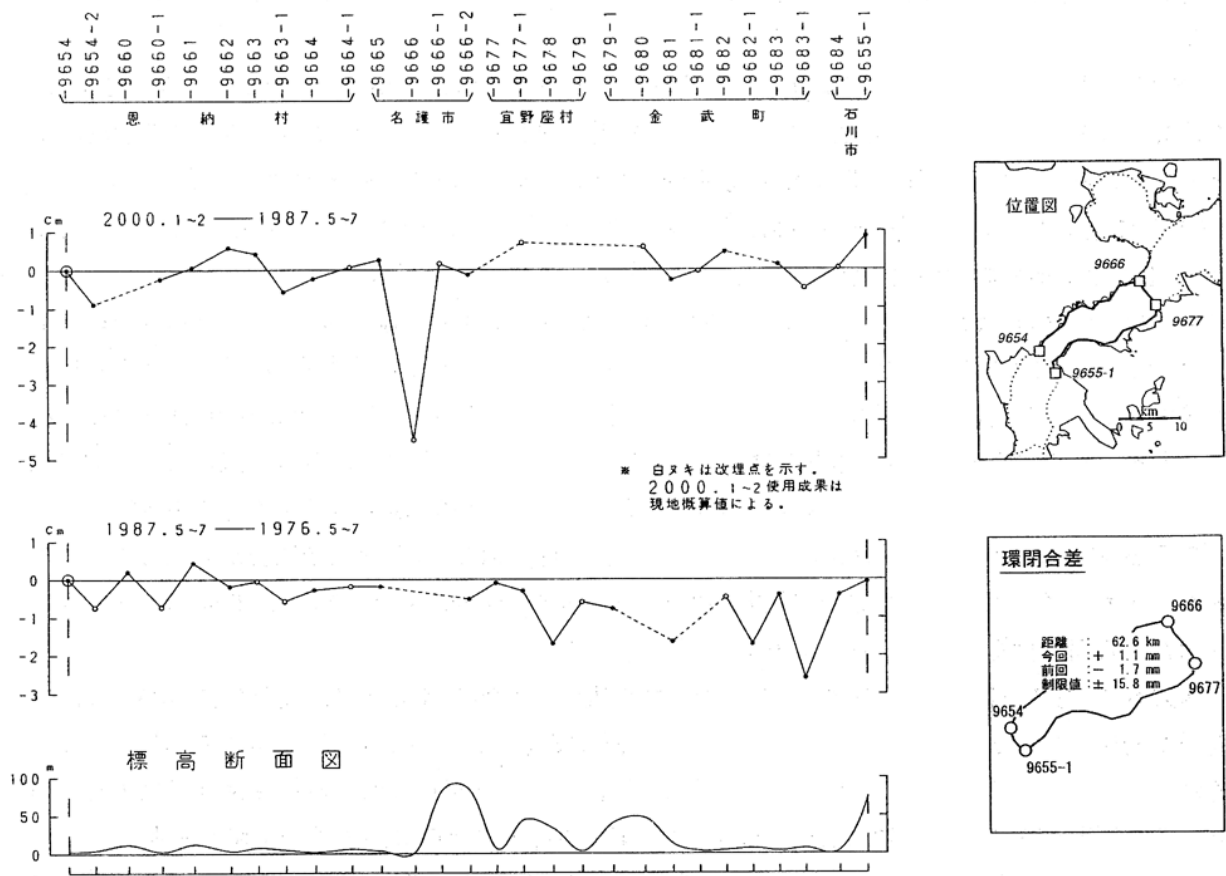 -9654
-9654-2
-9660
-9660-1
-9661
-9662
-9663
-9663-1
-9664
-9664-1
-9665
-9666
-9666-1
-9666-2
-9677
-9677-1
-9678
-9679
-9679-1
-9680
-9681
-9681-1
-9682
-9682-1
-9683
-9683-1
-9684
-9655-1
恩納村
名護市
宜野座村
金武町
石川市
Cm
2000.1~2 ── 1987.5~7
1
0
-1
-2
-3
-4
-5
※ 白ヌキは改埋点を示す。
2000.1~2使用成果は
現地概算値による。
Cm
1987.5~7 ── 1976.5~7
1
0
-1
-2
-3
標高断面図
m
100
50
0
位置図
9666
9677
9654
9655-1
km
0 5 10
環閉合差
9666
距離 : 62.6 km
今回 :+ 1.1 mm
前回 :− 1.7 mm
制限値:± 15.8 mm
9677
9654
9655-1